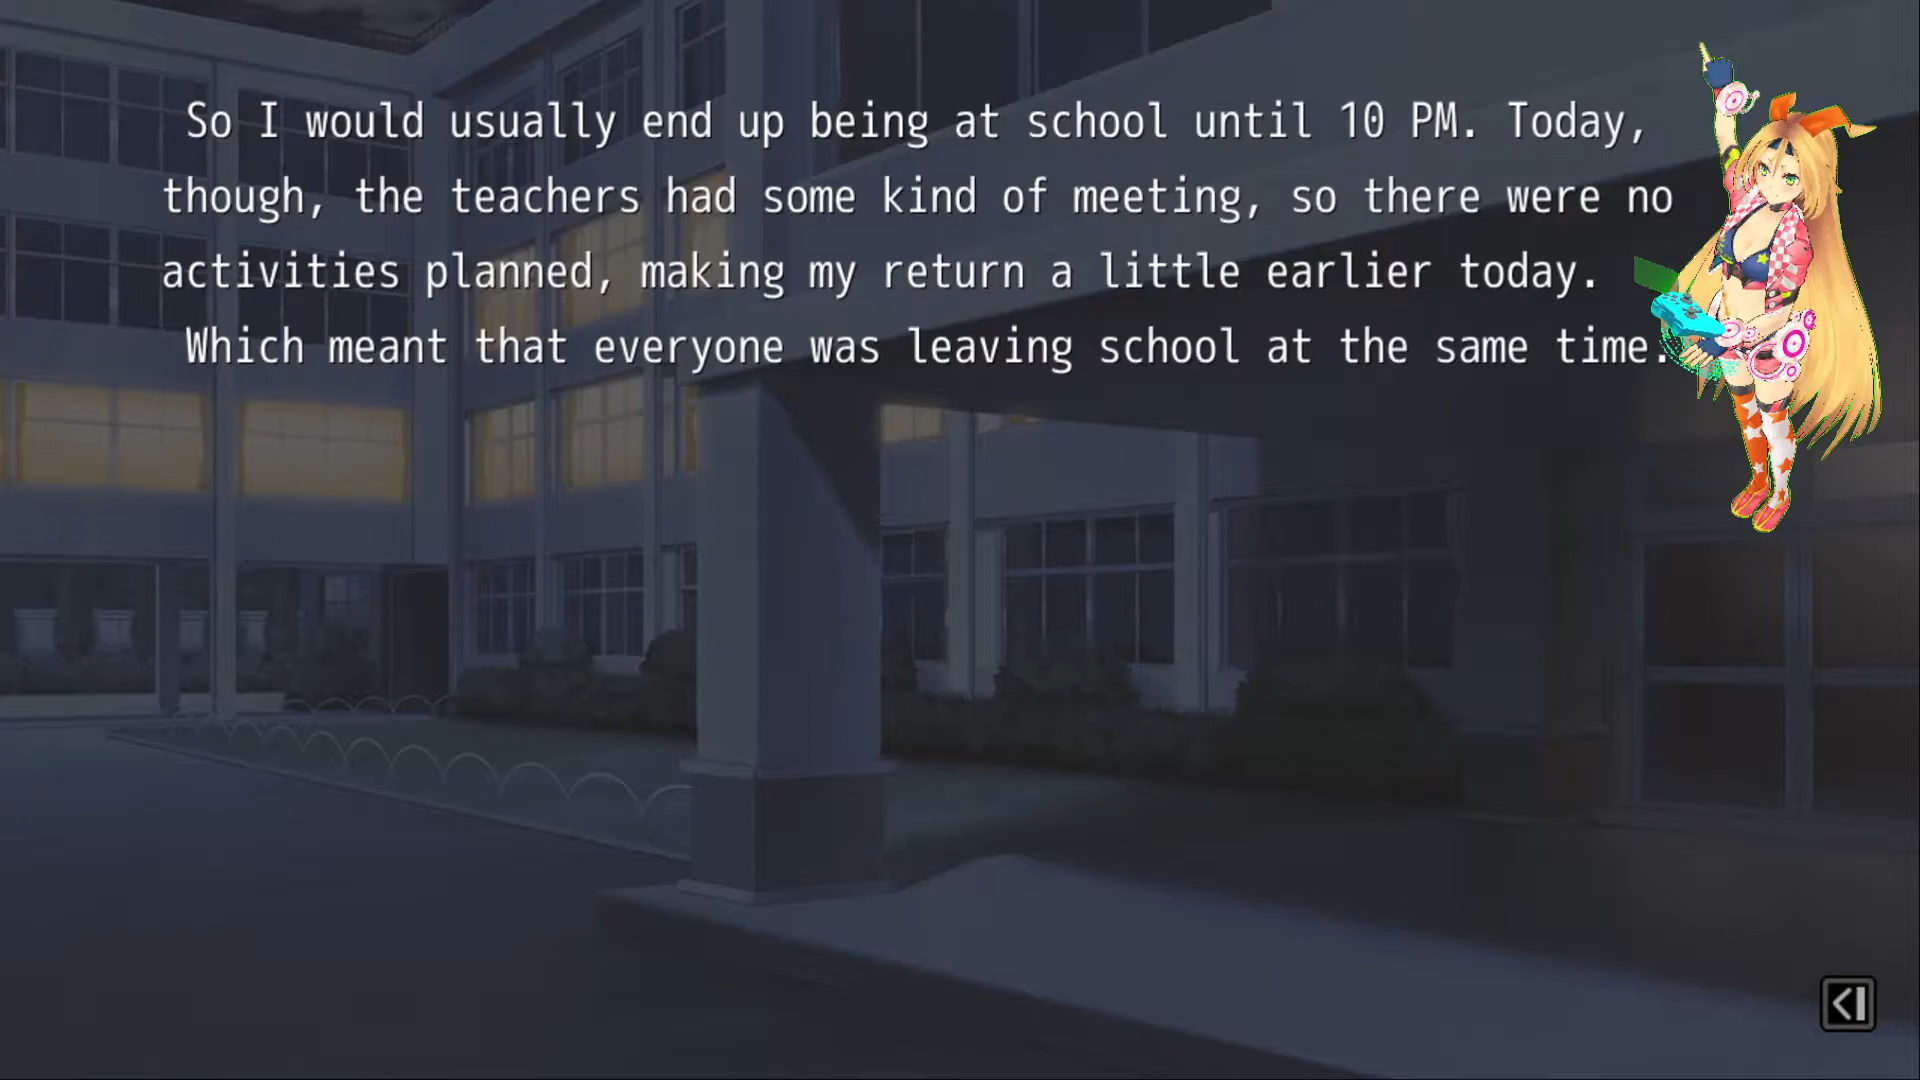 So I would usually end up being at school until 10 PM. Today,
though, the teachers had some kind of meeting, so there were no
activities planned, making my return a little earlier today.
Which meant that everyone was leaving school at the same time.